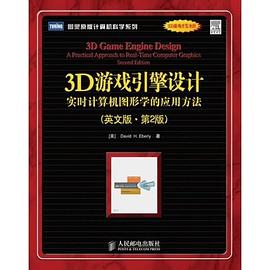 图灵原版计算机科学系列
3D Game Engine Design
A Practical Approach to Real-Time Computer Graphics
Second Edition
3D游戏引擎设计
实时计算机图形学的应用方法
(英文版·第2版)
[美] David H. Eberly 著
人民邮电出版社
POSTS & TELECOM PRESS